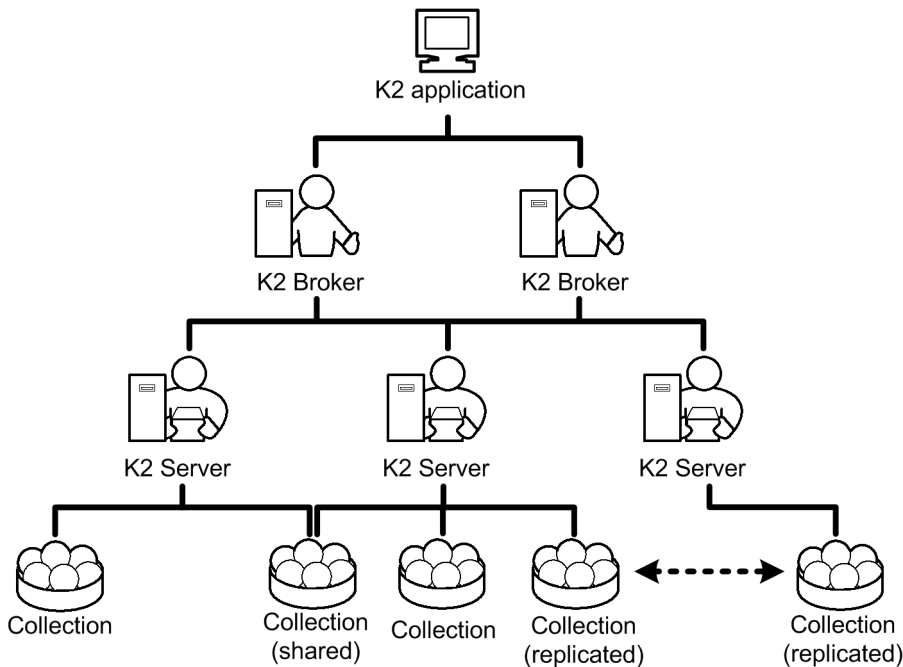 K2 application
K2 Broker
K2 Broker
K2 Server
K2 Server
K2 Server
Collection
Collection
(shared)
Collection
Collection
(replicated)
Collection
(replicated)